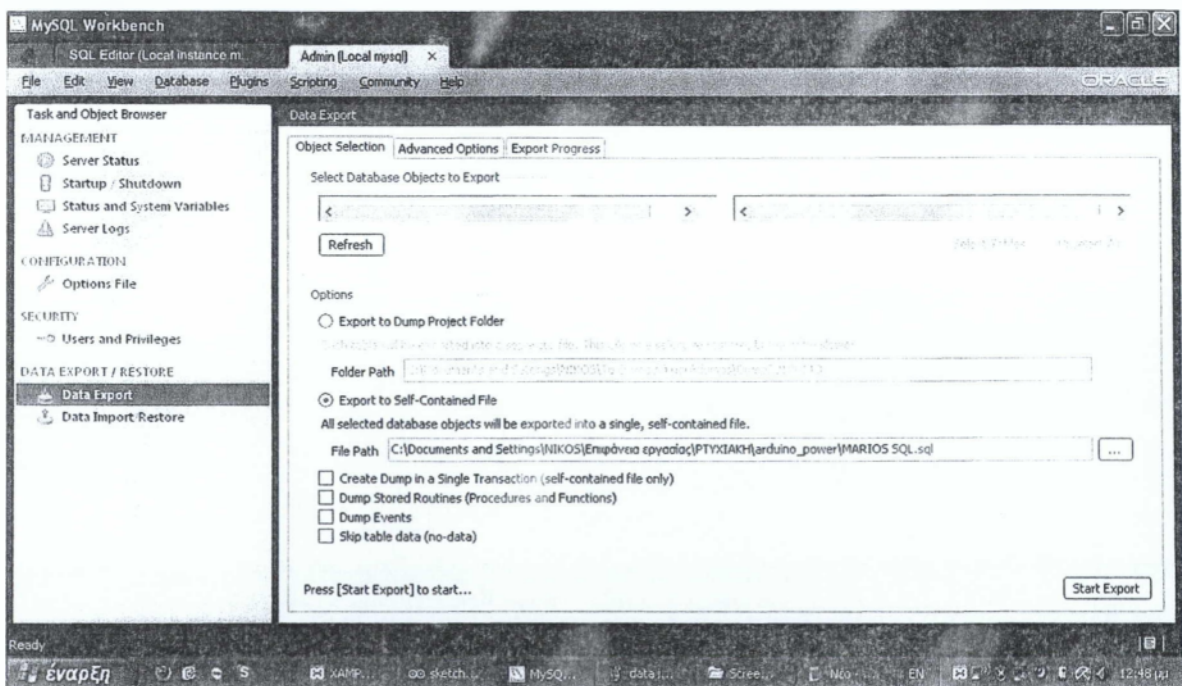 MySQL Workbench
SQL Editor (Local instance m...
Admin (Local mysql) ×
File Edit View Database Plugins Scripting Community Help
ORACLE
Task and Object Browser
MANAGEMENT
Server Status
Startup / Shutdown
Status and System Variables
Server Logs
CONFIGURATION
Options File
SECURITY
Users and Privileges
DATA EXPORT / RESTORE
Data Export
Data Import/Restore
Data Export
Object Selection Advanced Options Export Progress
Select Database Objects to Export
Refresh
Options
Export to Dump Project Folder
Folder Path
Export to Self-Contained File
All selected database objects will be exported into a single, self-contained file.
File Path C:\Documents and Settings\NIKOS\Επιφάνεια εργασίας\PTYXIAKH\arduino_power\MARIOS SQL.sql ...
Create Dump in a Single Transaction (self-contained file only)
Dump Stored Routines (Procedures and Functions)
Dump Events
Skip table data (no-data)
Press [Start Export] to start...
Start Export
Ready
έναρξη XAMP... sketch... MySQ... data j... Scree... Νέο EN 12:48 μμ